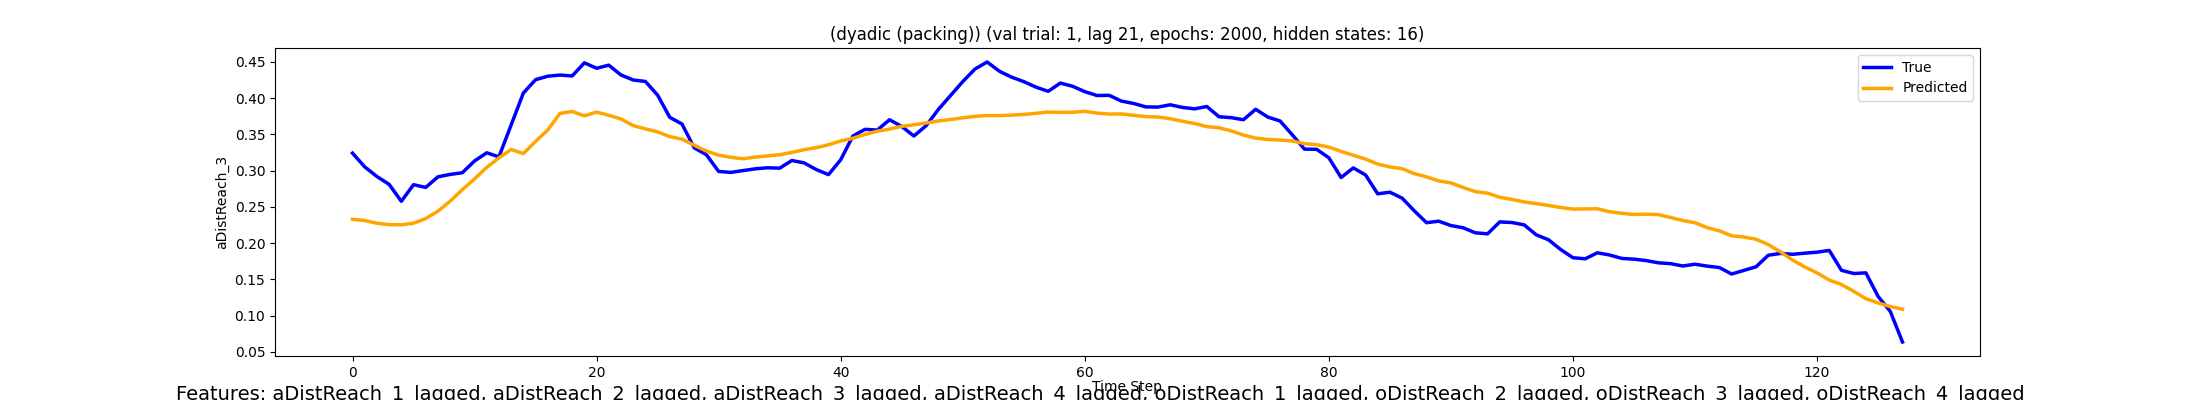 (dyadic (packing)) (val trial: 1, lag 21, epochs: 2000, hidden states: 16)
True
Predicted
aDistReach_3
0.45
0.40
0.35
0.30
0.25
0.20
0.15
0.10
0.05
0 20 40 60 80 100 120
Time Step
Features: aDistReach_1_lagged, aDistReach_2_lagged, aDistReach_3_lagged, aDistReach_4_lagged, oDistReach_1_lagged, oDistReach_2_lagged, oDistReach_3_lagged, oDistReach_4_lagged